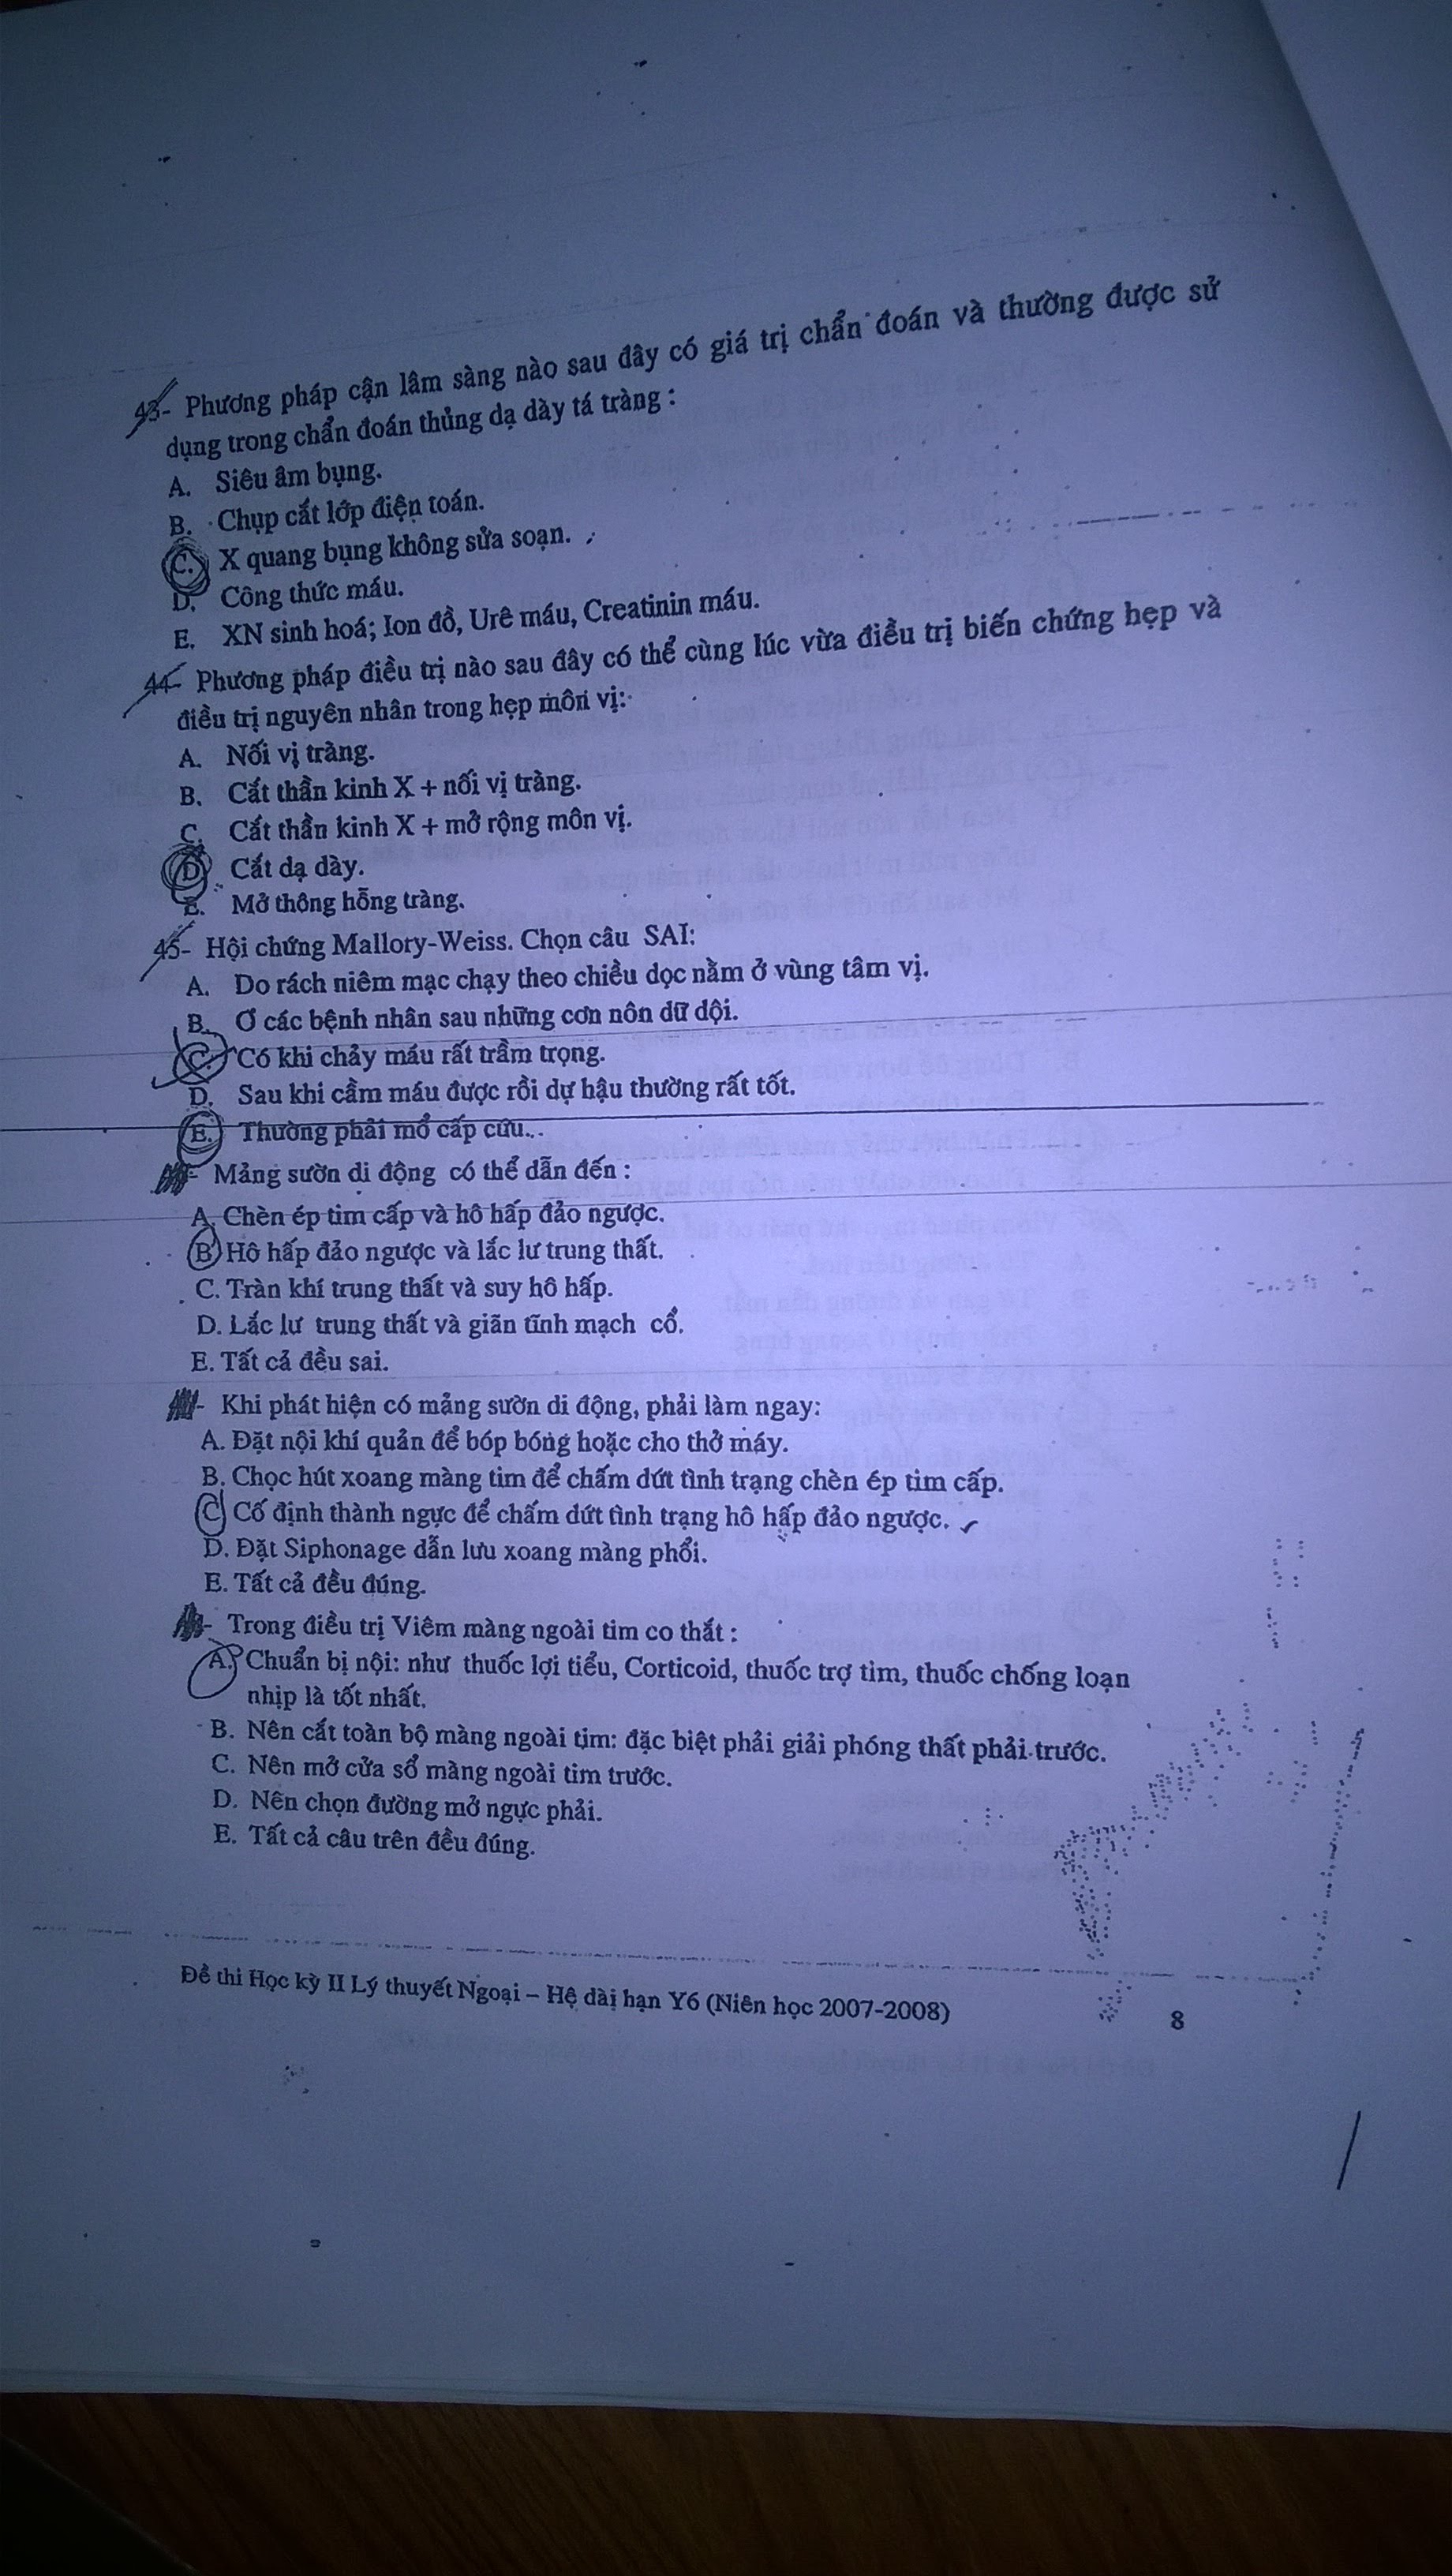 43- Phương pháp cận lâm sàng nào sau đây có giá trị chẩn đoán và thường được sử
dụng trong chẩn đoán thủng dạ dày tá tràng :
A. Siêu âm bụng.
B. Chụp cắt lớp điện toán.
C. X quang bụng không sửa soạn.
D. Công thức máu.
E. XN sinh hoá; Ion đồ, Urê máu, Creatinin máu.
44- Phương pháp điều trị nào sau đây có thể cùng lúc vừa điều trị biến chứng hẹp và
điều trị nguyên nhân trong hẹp môn vị:
A. Nối vị tràng.
B. Cắt thần kinh X + nối vị tràng.
C. Cắt thần kinh X + mở rộng môn vị.
D. Cắt dạ dày.
E. Mở thông hỗng tràng.
45- Hội chứng Mallory-Weiss. Chọn câu SAI:
A. Do rách niêm mạc chạy theo chiều dọc nằm ở vùng tâm vị.
B. Ơ các bệnh nhân sau những cơn nôn dữ dội.
C. Có khi chảy máu rất trầm trọng.
D. Sau khi cầm máu được rồi dự hậu thường rất tốt.
E. Thường phải mổ cấp cứu.
- Mảng sườn di động có thể dẫn đến :
A. Chèn ép tim cấp và hô hấp đảo ngược.
B Hô hấp đảo ngược và lắc lư trung thất.
C. Tràn khí trung thất và suy hô hấp.
D. Lắc lư trung thất và giãn tĩnh mạch cổ.
E. Tất cả đều sai.
- Khi phát hiện có mảng sườn di động, phải làm ngay:
A. Đặt nội khí quản để bóp bóng hoặc cho thở máy.
B. Chọc hút xoang màng tim để chấm dứt tình trạng chèn ép tim cấp.
C Cố định thành ngực để chấm dứt tình trạng hô hấp đảo ngược.
D. Đặt Siphonage dẫn lưu xoang màng phổi.
E. Tất cả đều đúng.
- Trong điều trị Viêm màng ngoài tim co thắt :
A. Chuẩn bị nội: như thuốc lợi tiểu, Corticoid, thuốc trợ tim, thuốc chống loạn
nhịp là tốt nhất.
B. Nên cắt toàn bộ màng ngoài tim: đặc biệt phải giải phóng thất phải trước.
C. Nên mở cửa sổ màng ngoài tim trước.
D. Nên chọn đường mở ngực phải.
E. Tất cả câu trên đều đúng.
Đề thi Học kỳ II Lý thuyết Ngoại – Hệ dài hạn Y6 (Niên học 2007-2008)
8